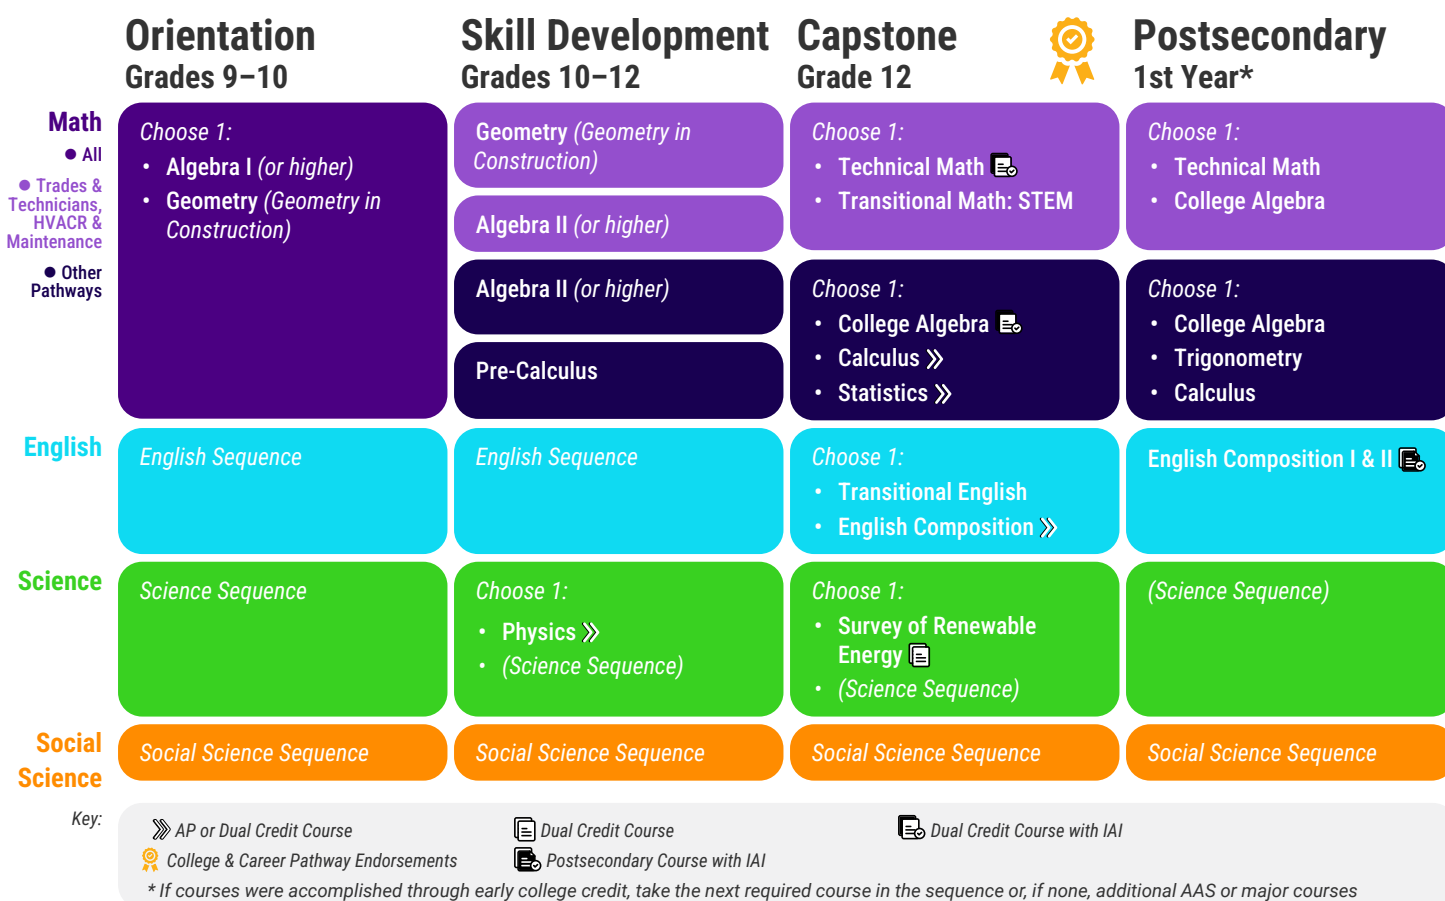 Orientation
Grades 9–10
Skill Development
Grades 10–12
Capstone
Grade 12
Postsecondary
1st Year*
Math
● All
● Trades &
Technicians,
HVACR &
Maintenance
● Other
Pathways
Choose 1:
• Algebra I (or higher)
• Geometry (Geometry in
Construction)
Geometry (Geometry in
Construction)
Algebra II (or higher)
Algebra II (or higher)
Pre-Calculus
Choose 1:
• Technical Math
• Transitional Math: STEM
Choose 1:
• College Algebra
• Calculus
• Statistics
Choose 1:
• Technical Math
• College Algebra
Choose 1:
• College Algebra
• Trigonometry
• Calculus
English
English Sequence
English Sequence
Choose 1:
• Transitional English
• English Composition
English Composition I & II
Science
Science Sequence
Choose 1:
• Physics
• (Science Sequence)
Choose 1:
• Survey of Renewable
Energy
• (Science Sequence)
(Science Sequence)
Social
Science
Social Science Sequence
Social Science Sequence
Social Science Sequence
Social Science Sequence
Key:
AP or Dual Credit Course
Dual Credit Course
Dual Credit Course with IAI
College & Career Pathway Endorsements
Postsecondary Course with IAI
* If courses were accomplished through early college credit, take the next required course in the sequence or, if none, additional AAS or major courses